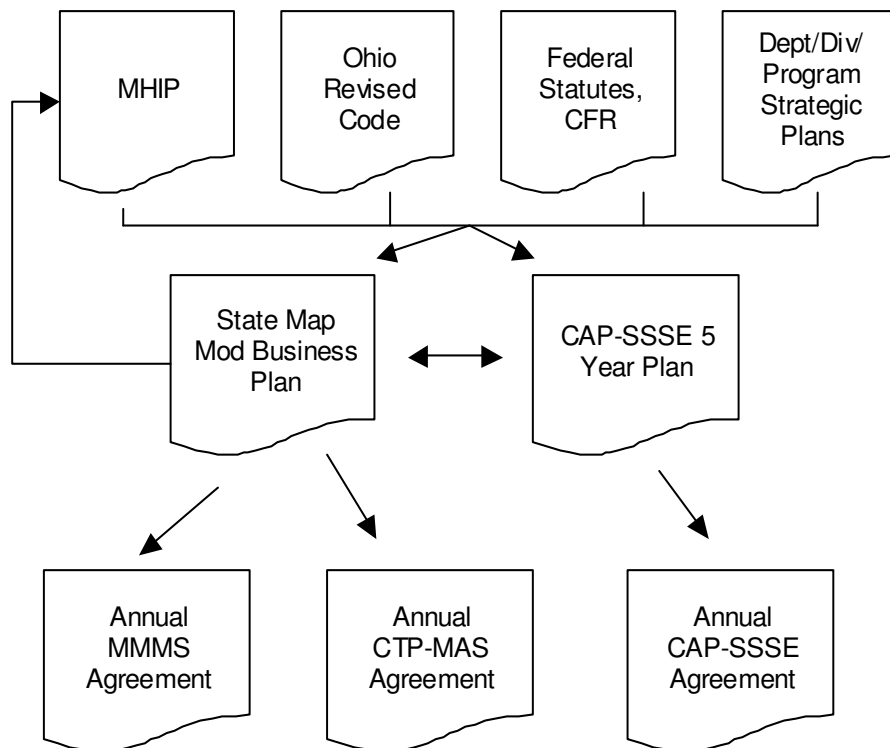 MHIP
Ohio
Revised
Code
Federal
Statutes,
CFR
Dept/Div/
Program
Strategic
Plans
State Map
Mod Business
Plan
CAP-SSSE 5
Year Plan
Annual
MMMS
Agreement
Annual
CTP-MAS
Agreement
Annual
CAP-SSSE
Agreement